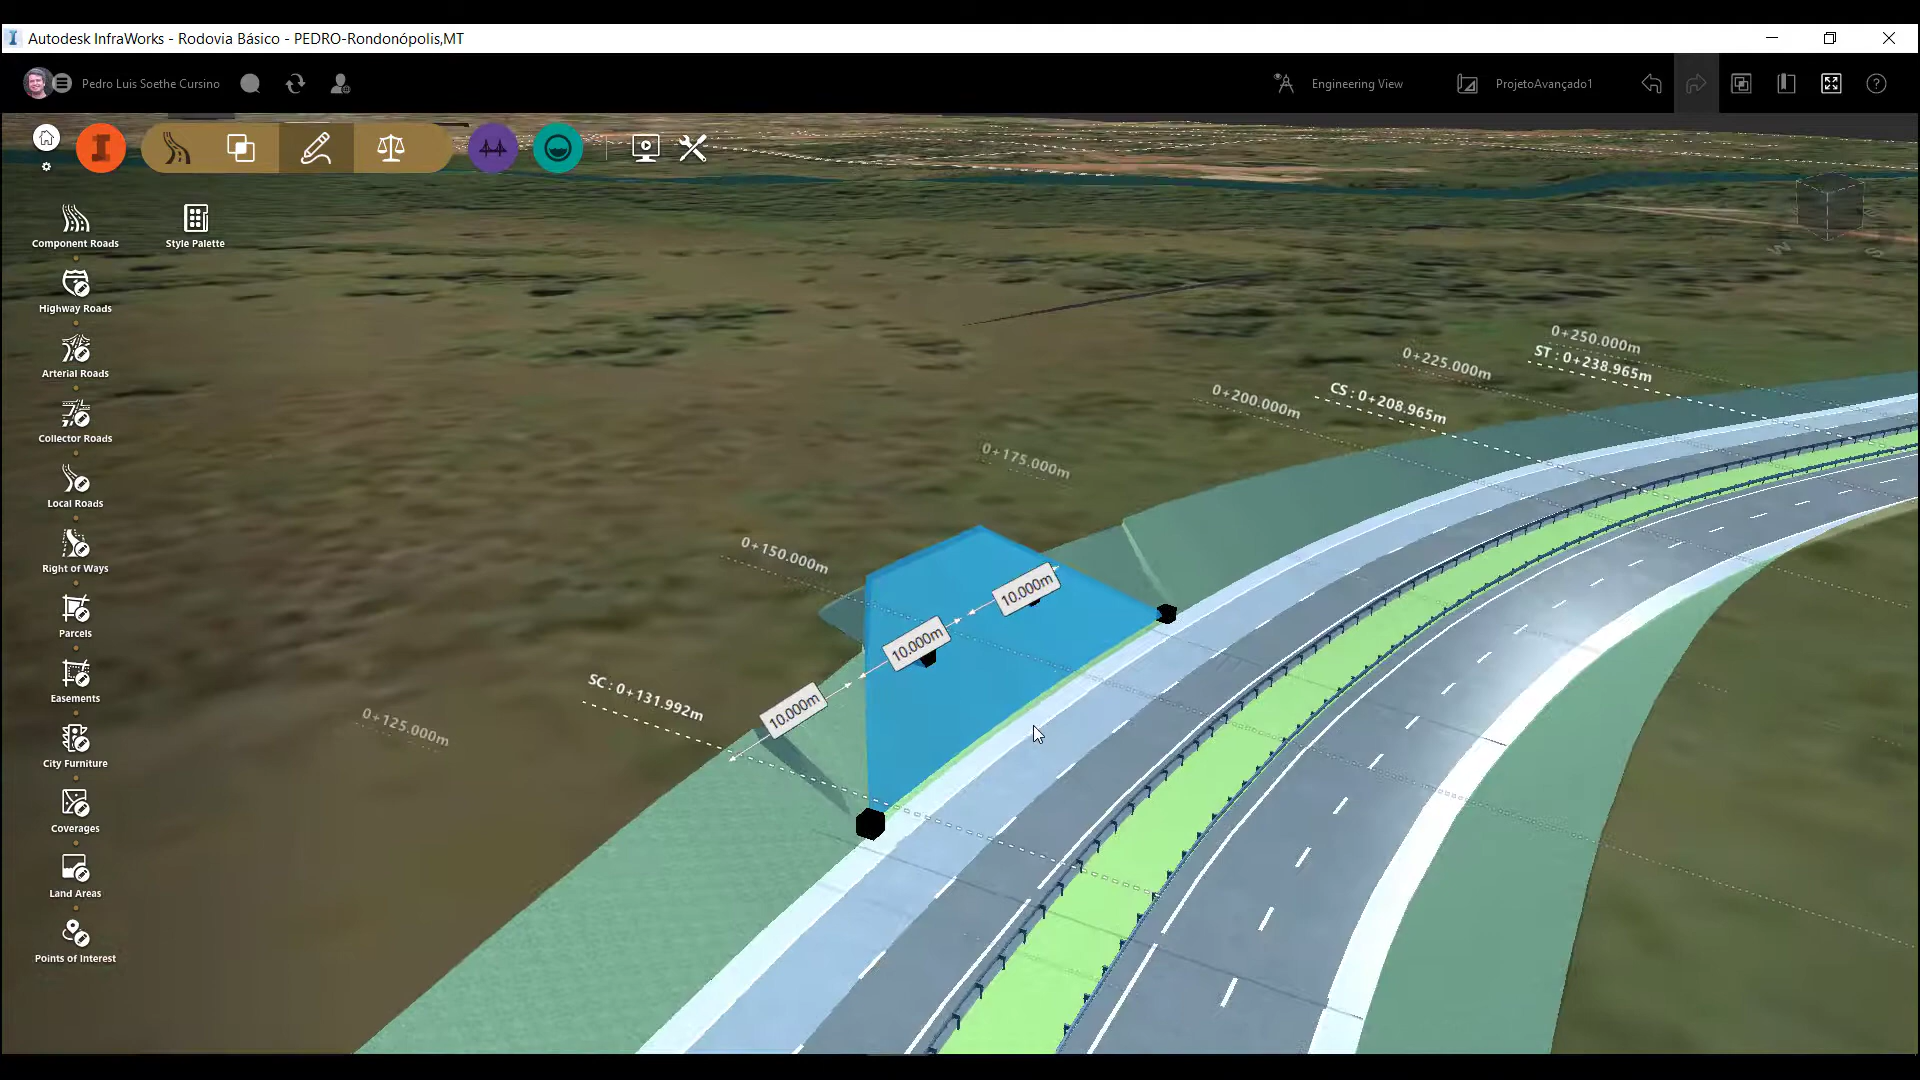 Autodesk InfraWorks - Rodovia Básico - PEDRO-Rondonópolis,MT
Pedro Luis Soethe Cursino
Engineering View
ProjetoAvançado1
Component Roads
Style Palette
Highway Roads
Arterial Roads
Collector Roads
Local Roads
Right of Ways
Parcels
Easements
City Furniture
Coverages
Land Areas
Points of Interest
W
S
0+250.000m
ST : 0+238.965m
0+225.000m
CS : 0+208.965m
0+200.000m
0+175.000m
0+150.000m
10.000m
10.000m
10.000m
SC : 0+131.992m
0+125.000m